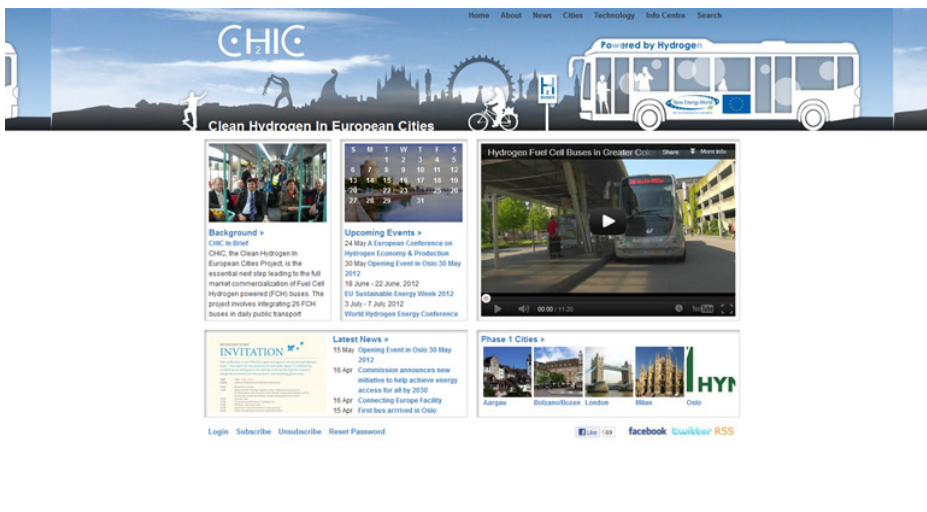 Home About News Cities Technology Info Centre Search
CH2IC
Powered by Hydrogen
New Energy World
Clean Hydrogen In European Cities
S M T W T F S
1 2 3 4 5
6 7 8 9 10 11 12
13 14 15 16 17 18 19
20 22 23 25 26
27 28 29 31
Background »
CHIC In Brief
CHIC, the Clean Hydrogen In
European Cities Project, is the
essential next step leading to the full
market commercialization of Fuel Cell
Hydrogen powered (FCH) buses. The
project involves integrating 26 FCH
buses in daily public transport
Upcoming Events »
24 May A European Conference on
Hydrogen Economy & Production
30 May Opening Event in Oslo 30 May
2012
18 June - 22 June, 2012
EU Sustainable Energy Week 2012
3 July - 7 July, 2012
World Hydrogen Energy Conference
Hydrogen Fuel Cell Buses in Greater Share More info
00:00 / 11:20 YouTube
INVITATION
Latest News »
15 May Opening Event in Oslo 30 May
2012
16 Apr Commission announces new
initiative to help achieve energy
access for all by 2030
16 Apr Connecting Europe Facility
15 Apr First bus arrrived in Oslo
Phase 1 Cities »
HYN
Aargau Bolzano/Bozen London Milan Oslo
Login Subscribe Unsubscribe Reset Password
Like 69 facebook twitter RSS